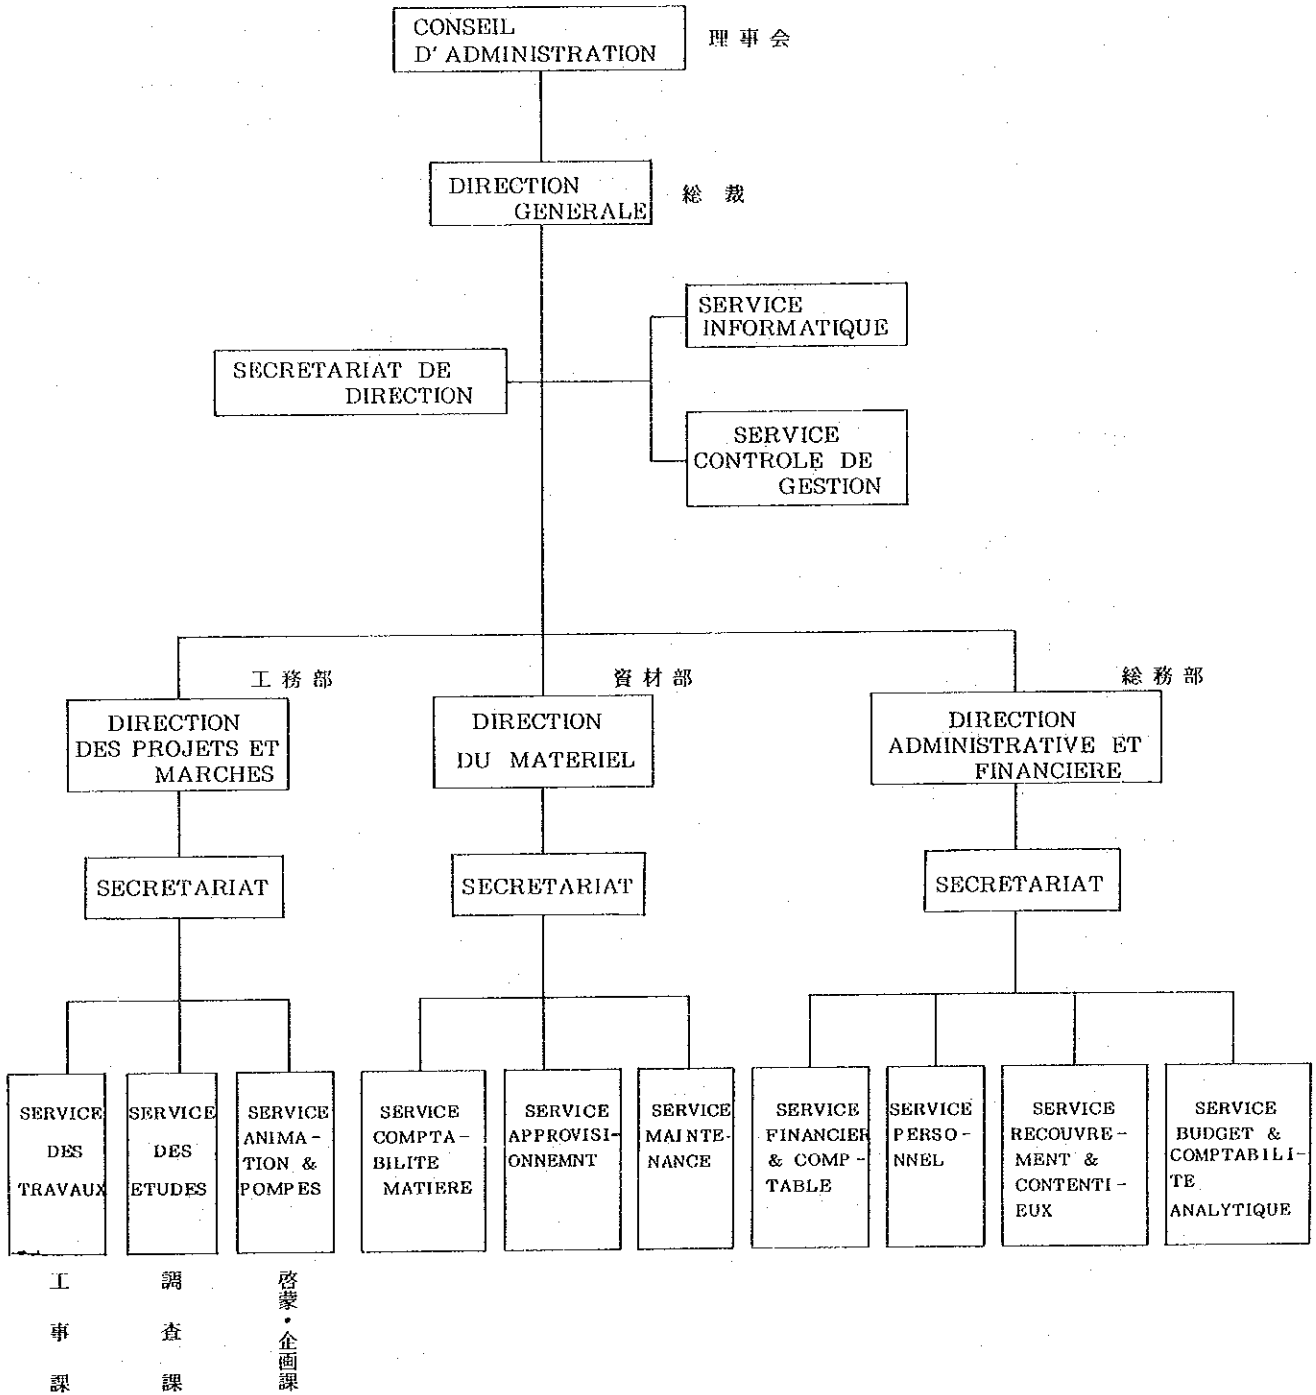 CONSEIL
D'ADMINISTRATION
理事会
DIRECTION
GENERALE
総裁
SERVICE
INFORMATIQUE
SECRETARIAT DE
DIRECTION
SERVICE
CONTROLE DE
GESTION
工務部
DIRECTION
DES PROJETS ET
MARCHES
資材部
DIRECTION
DU MATERIEL
総務部
DIRECTION
ADMINISTRATIVE ET
FINANCIERE
SECRETARIAT
SECRETARIAT
SECRETARIAT
SERVICE
DES
TRAVAUX
SERVICE
DES
ETUDES
SERVICE
ANIMA-
TION &
POMPES
SERVICE
COMPTA-
BILITE
MATIERE
SERVICE
APPROVISI-
ONNEMNT
SERVICE
MAINTE-
NANCE
SERVICE
FINANCIER
& COMP-
TABLE
SERVICE
PERSO-
NNEL
SERVICE
RECOUVRE-
MENT &
CONTENTI-
EUX
SERVICE
BUDGET &
COMPTABILI-
TE
ANALYTIQUE
工事課
調査課
啓蒙・企画課